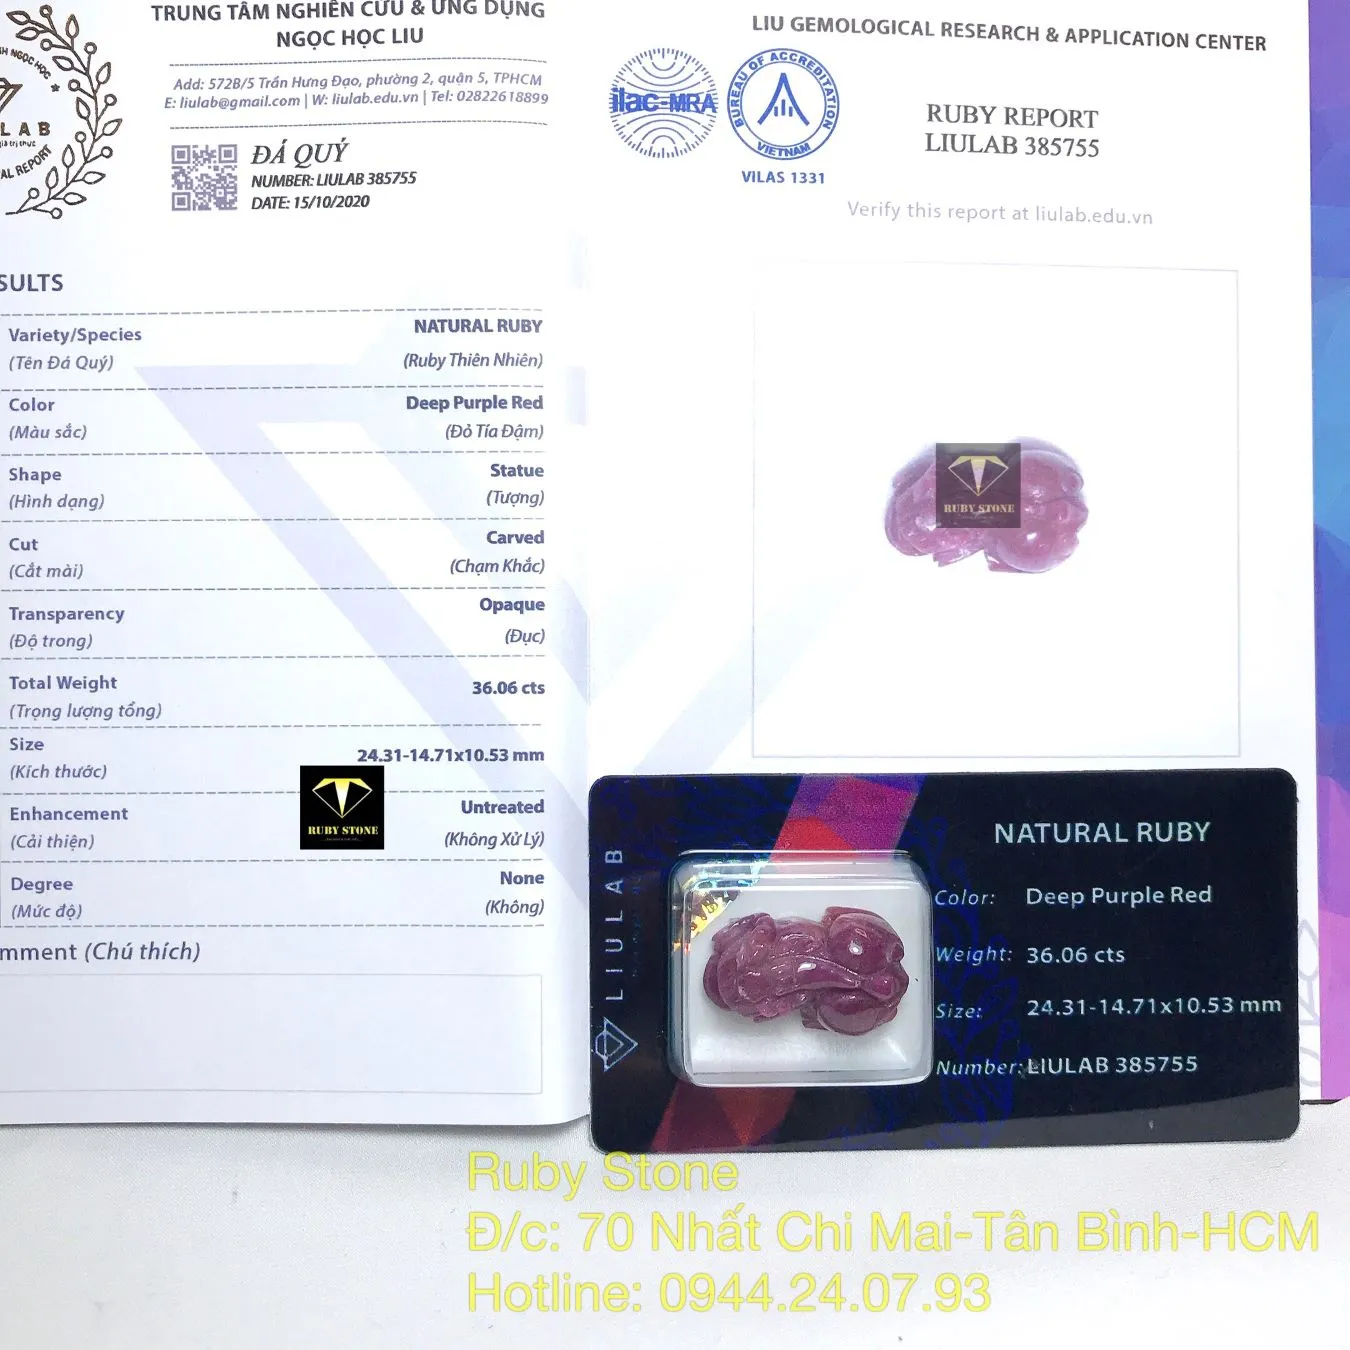 TRUNG TÂM NGHIÊN CỨU & ỨNG DỤNG
NGỌC HỌC LIU
Add: 572B/5 Trần Hưng Đạo, phường 2, quận 5, TPHCM
E: liulab@gmail.com | W: liulab.edu.vn | Tel: 02822618899
ĐÁ QUÝ
NUMBER: LIULAB 385755
DATE: 15/10/2020
SULTS
Variety/Species
NATURAL RUBY
(Tên Đá Quý)
(Ruby Thiên Nhiên)
Color
Deep Purple Red
(Màu sắc)
(Đỏ Tía Đậm)
Shape
Statue
(Hình dạng)
(Tượng)
Cut
Carved
(Cắt mài)
(Chạm Khắc)
Transparency
Opaque
(Độ trong)
(Đục)
Total Weight
36.06 cts
(Trọng lượng tổng)
Size
24.31-14.71x10.53 mm
(Kích thước)
RUBY STONE
Enhancement
Untreated
(Cải thiện)
(Không Xử Lý)
Degree
None
(Mức độ)
(Không)
mment (Chú thích)
LIU GEMOLOGICAL RESEARCH & APPLICATION CENTER
ilac-MRA
BUREAU OF ACCREDITATION
VIETNAM
VILAS 1331
RUBY REPORT
LIULAB 385755
Verify this report at liulab.edu.vn
RUBY STONE
LIULAB
NATURAL RUBY
Color: Deep Purple Red
Weight: 36.06 cts
Size: 24.31-14.71x10.53 mm
Number: LIULAB 385755
Ruby Stone
Đ/c: 70 Nhất Chi Mai-Tân Bình-HCM
Hotline: 0944.24.07.93